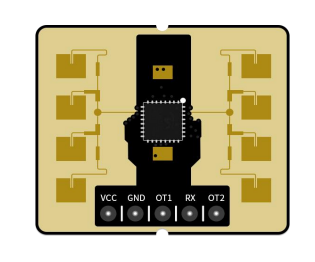 VCC GND OT1 RX OT2